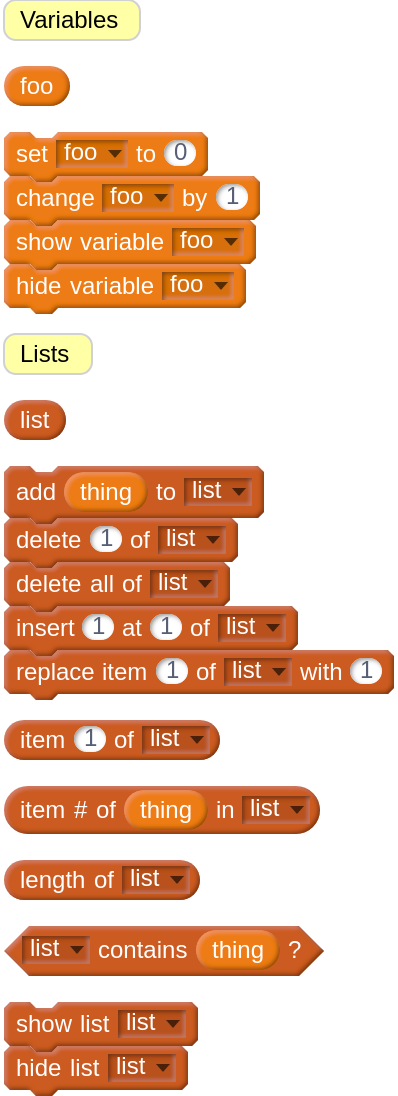 Variables
foo
set foo to 0
change foo by 1
show variable foo
hide variable foo
Lists
list
add thing to list
delete 1 of list
delete all of list
insert 1 at 1 of list
replace item 1 of list with 1
item 1 of list
item # of thing in list
length of list
list contains thing ?
show list list
hide list list